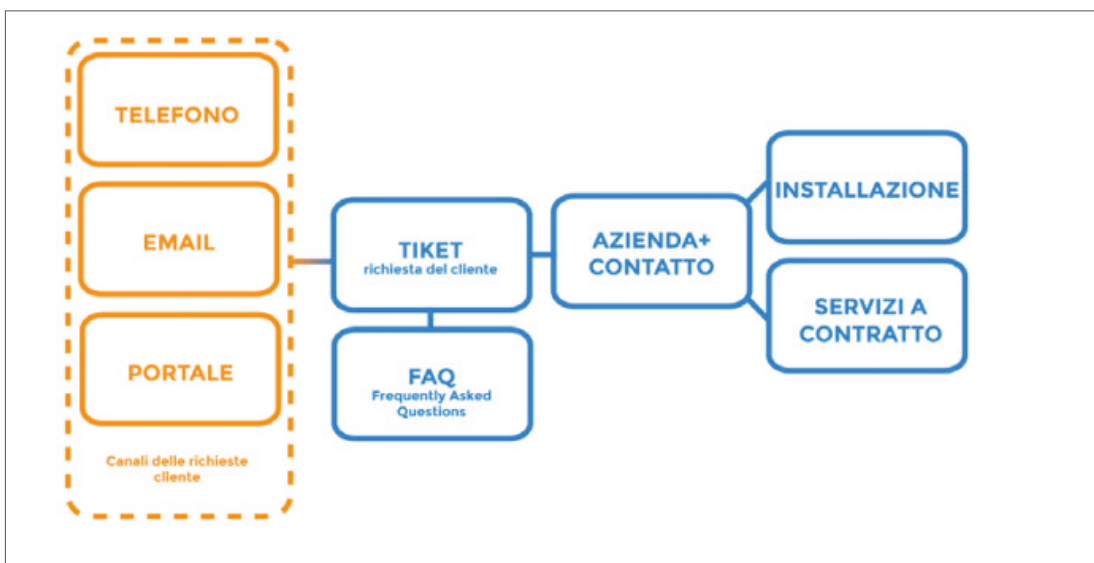 TELEFONO
EMAIL
PORTALE
Canali delle richieste
cliente
TIKET
richiesta del cliente
FAQ
Frequently Asked
Questions
AZIENDA+
CONTATTO
INSTALLAZIONE
SERVIZI A
CONTRATTO